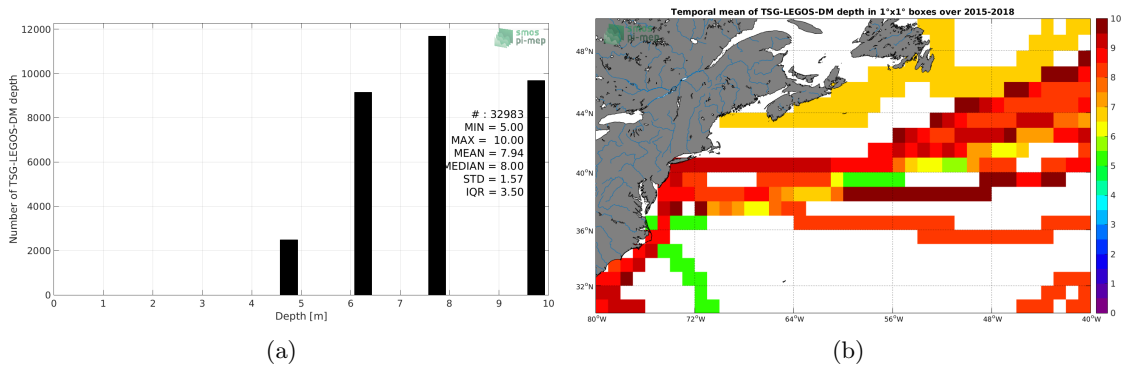 smos
pi-mep
12000
10000
8000
6000
4000
2000
0
Number of TSG-LEGOS-DM depth
# : 32983
MIN = 5.00
MAX = 10.00
MEAN = 7.94
MEDIAN = 8.00
STD = 1.57
IQR = 3.50
0 1 2 3 4 5 6 7 8 9 10
Depth [m]
(a)
Temporal mean of TSG-LEGOS-DM depth in 1°x1° boxes over 2015-2018
smos
pi-mep
48°N
44°N
40°N
36°N
32°N
80°W 72°W 64°W 56°W 48°W 40°W
10
9
8
7
6
5
4
3
2
1
0
(b)